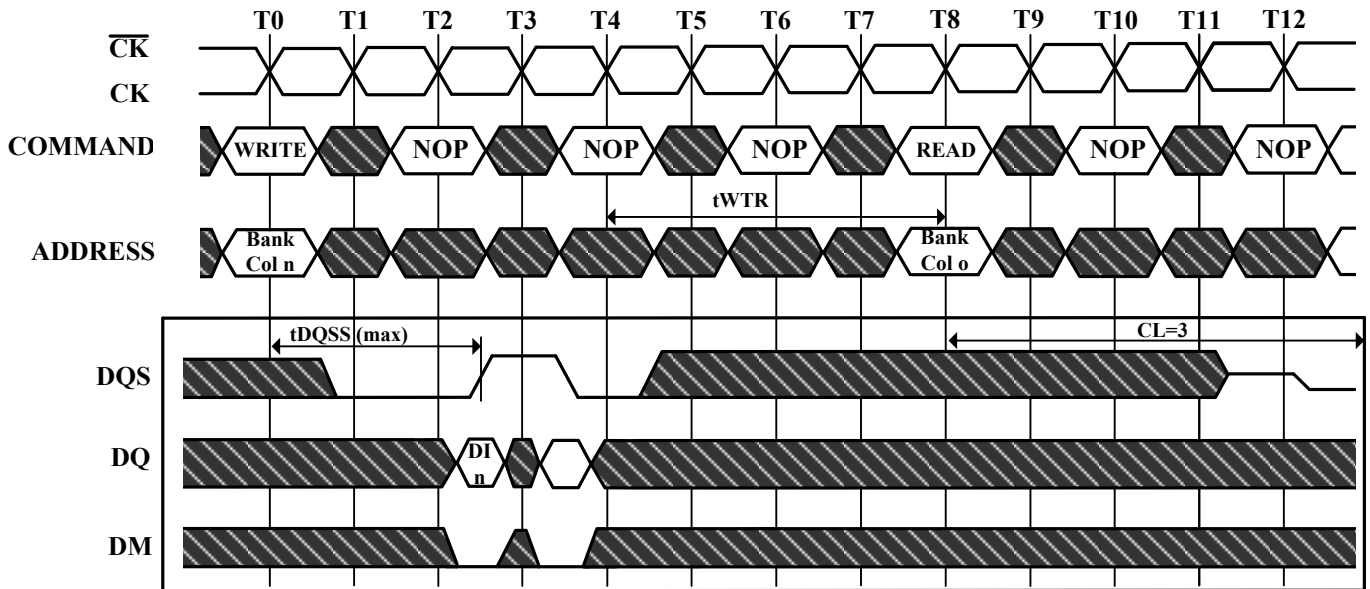 T0 T1 T2 T3 T4 T5 T6 T7 T8 T9 T10 T11 T12
CK
CK
COMMAND WRITE NOP NOP NOP READ NOP NOP
tWTR
ADDRESS Bank Bank
Col n Col o
tDQSS (max) CL=3
DQS
DQ DI
n
DM